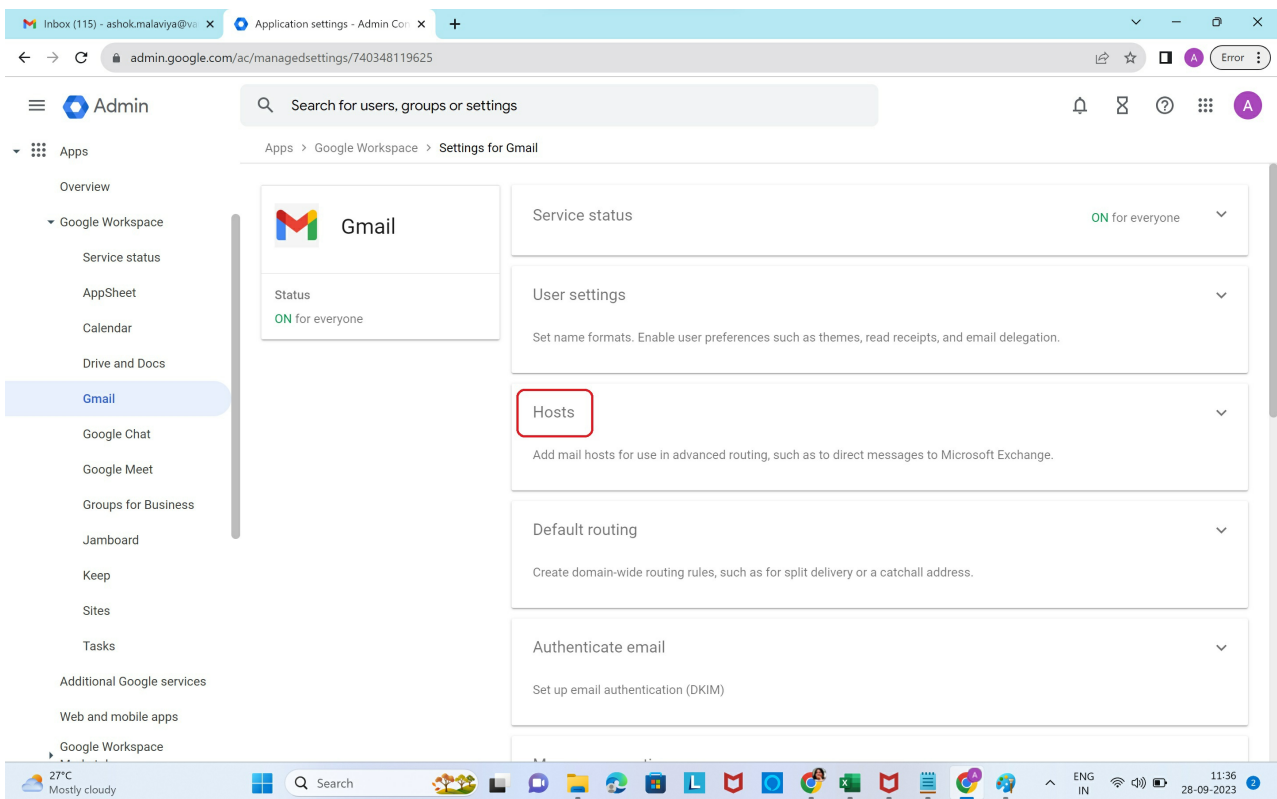 Inbox (115) - ashok.malaviya@va
Application settings - Admin Con
admin.google.com/ac/managedsettings/740348119625
A
Error
Admin
Search for users, groups or settings
A
Apps
Apps > Google Workspace > Settings for Gmail
Overview
Google Workspace
Service status
AppSheet
Calendar
Drive and Docs
Gmail
Google Chat
Google Meet
Groups for Business
Jamboard
Keep
Sites
Tasks
Additional Google services
Web and mobile apps
Google Workspace
Gmail
Status
ON for everyone
Service status
ON for everyone
User settings
Set name formats. Enable user preferences such as themes, read receipts, and email delegation.
Hosts
Add mail hosts for use in advanced routing, such as to direct messages to Microsoft Exchange.
Default routing
Create domain-wide routing rules, such as for split delivery or a catchall address.
Authenticate email
Set up email authentication (DKIM)
27°C
Mostly cloudy
Search
L
A
ENG
IN
11:36
28-09-2023
2